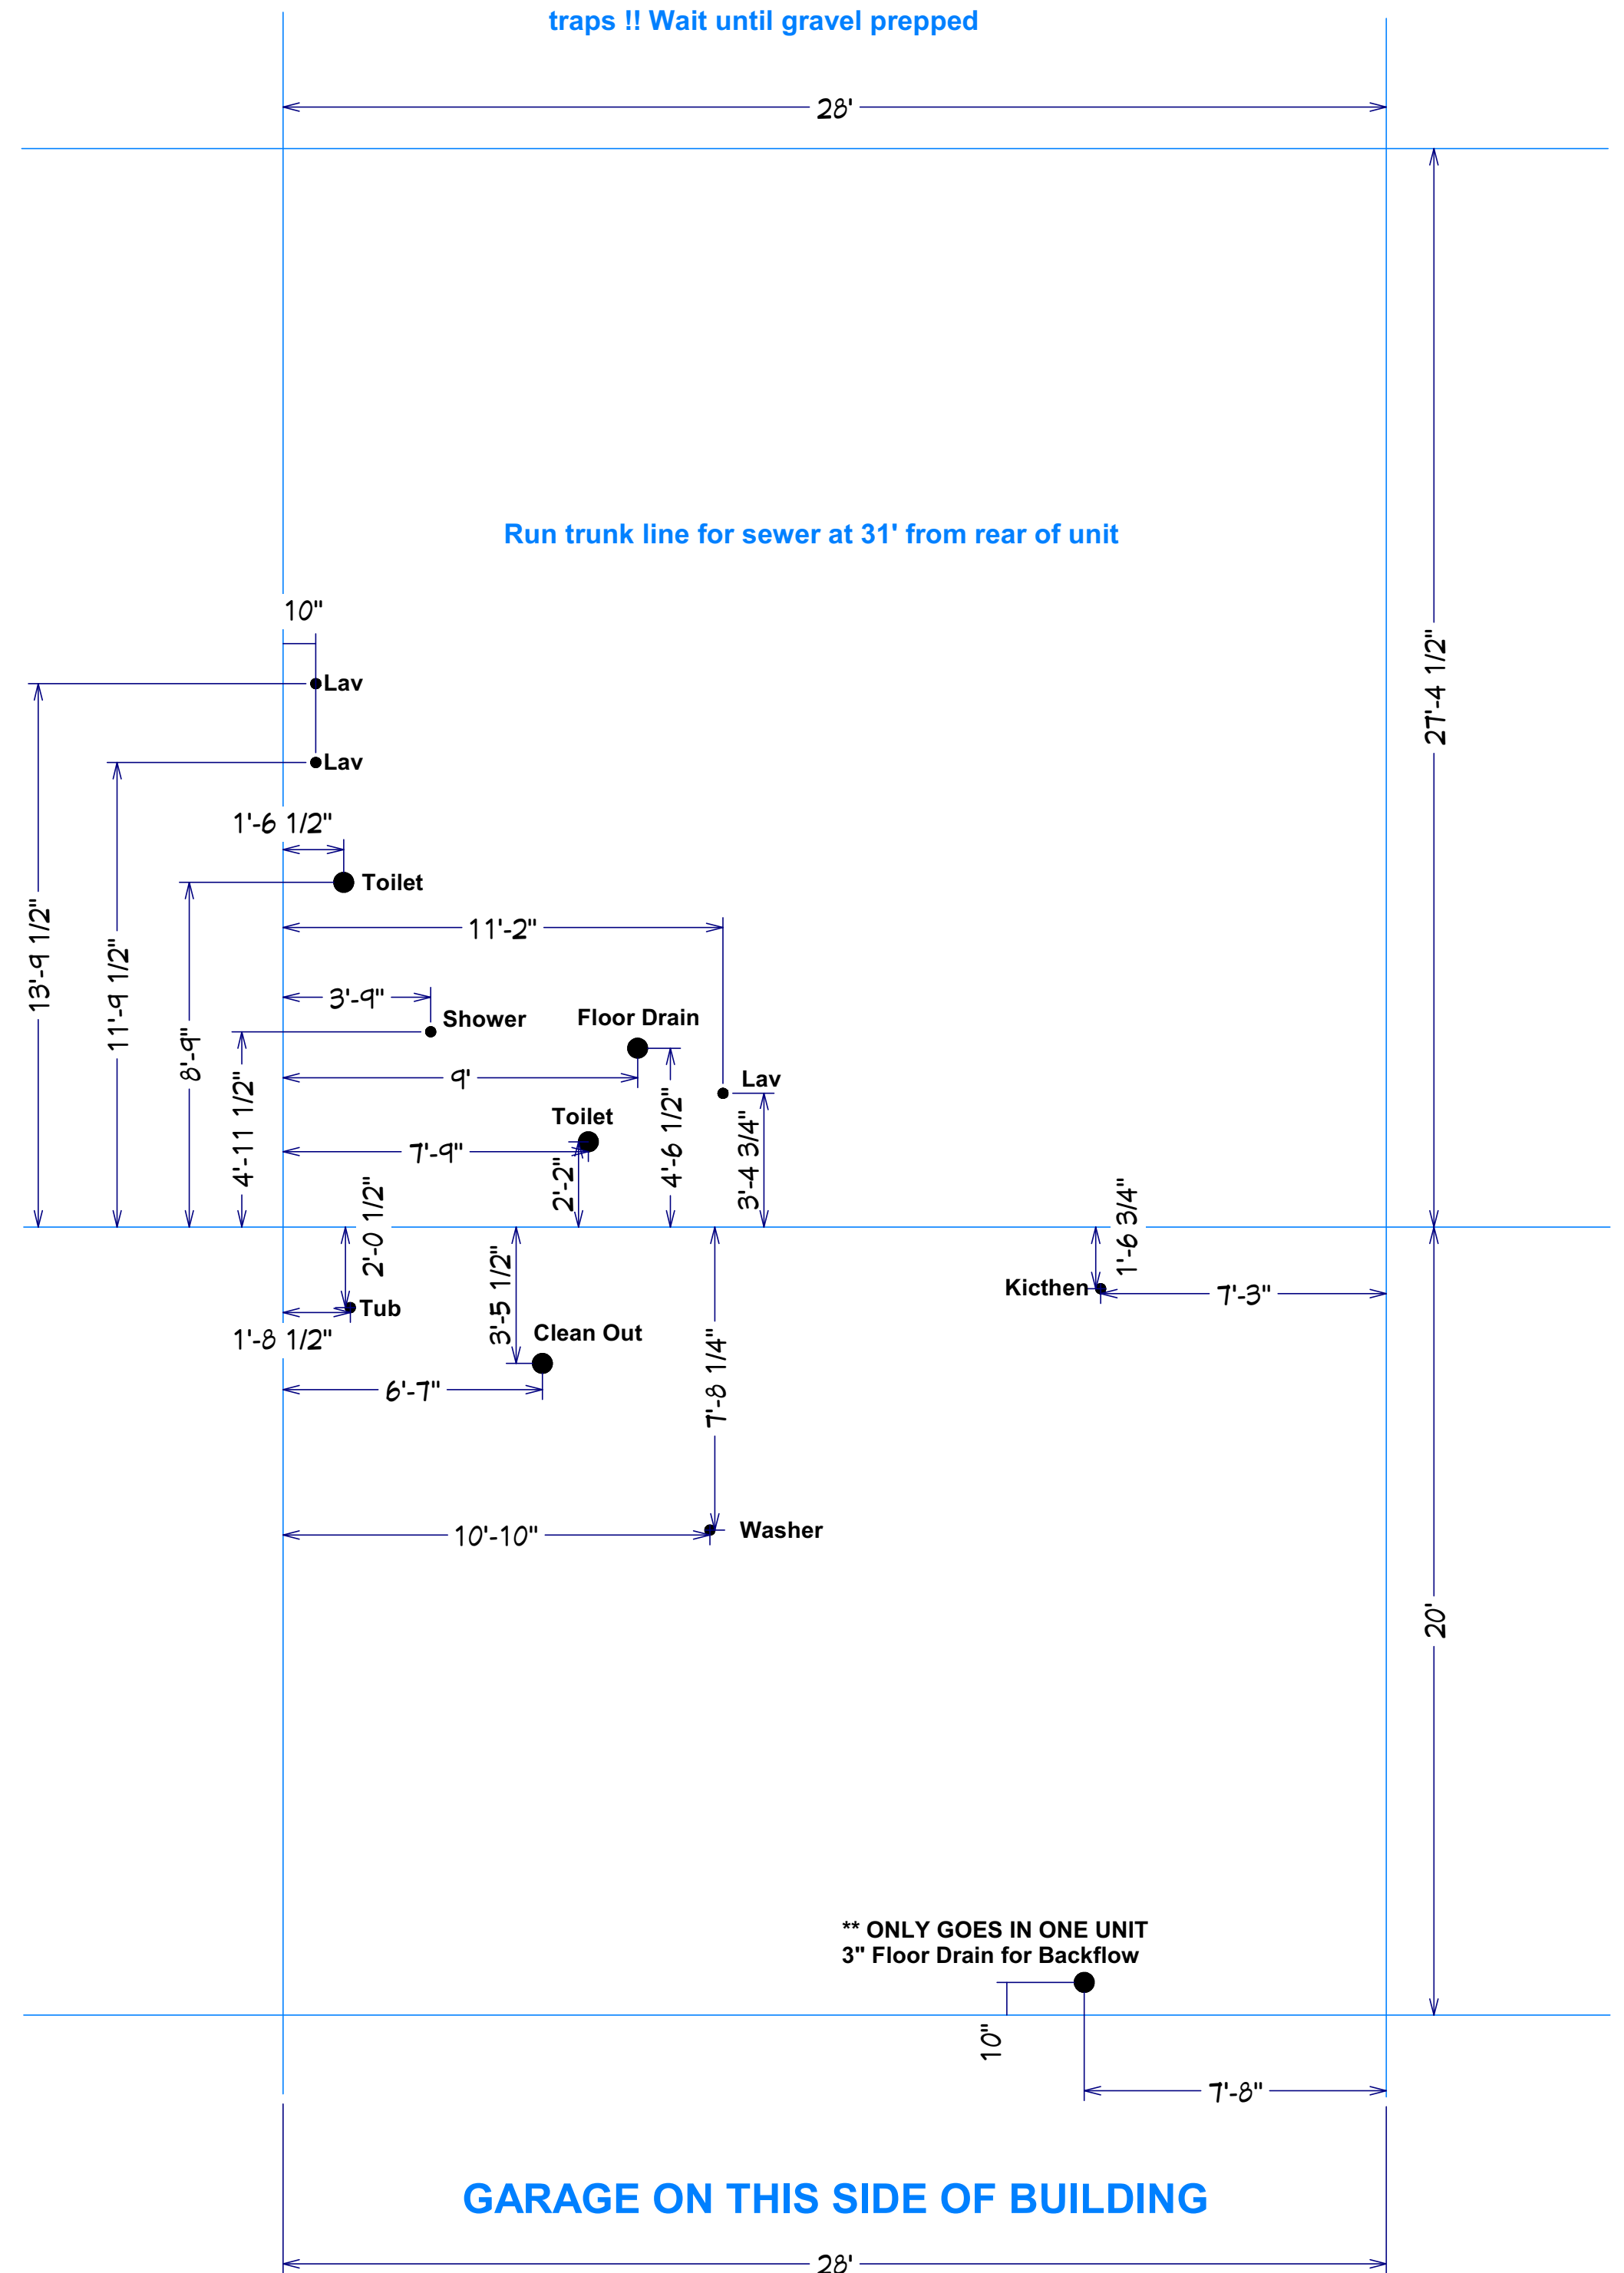 traps !! Wait until gravel prepped
28'
Run trunk line for sewer at 31' from rear of unit
27'-4 1/2"
10"
Lav
Lav
1'-6 1/2"
Toilet
13'-9 1/2"
11'-9 1/2"
8'-9"
11'-2"
3'-9"
Shower
Floor Drain
4'-11 1/2"
9'
Lav
Toilet
7'-9"
2'-2"
4'-6 1/2"
3'-4 3/4"
2'-0 1/2"
1'-6 3/4"
Kicthen
7'-3"
Tub
1'-8 1/2"
3'-5 1/2"
Clean Out
6'-7"
7'-8 1/4"
10'-10"
Washer
20'
** ONLY GOES IN ONE UNIT
3" Floor Drain for Backflow
10"
7'-8"
GARAGE ON THIS SIDE OF BUILDING
28'